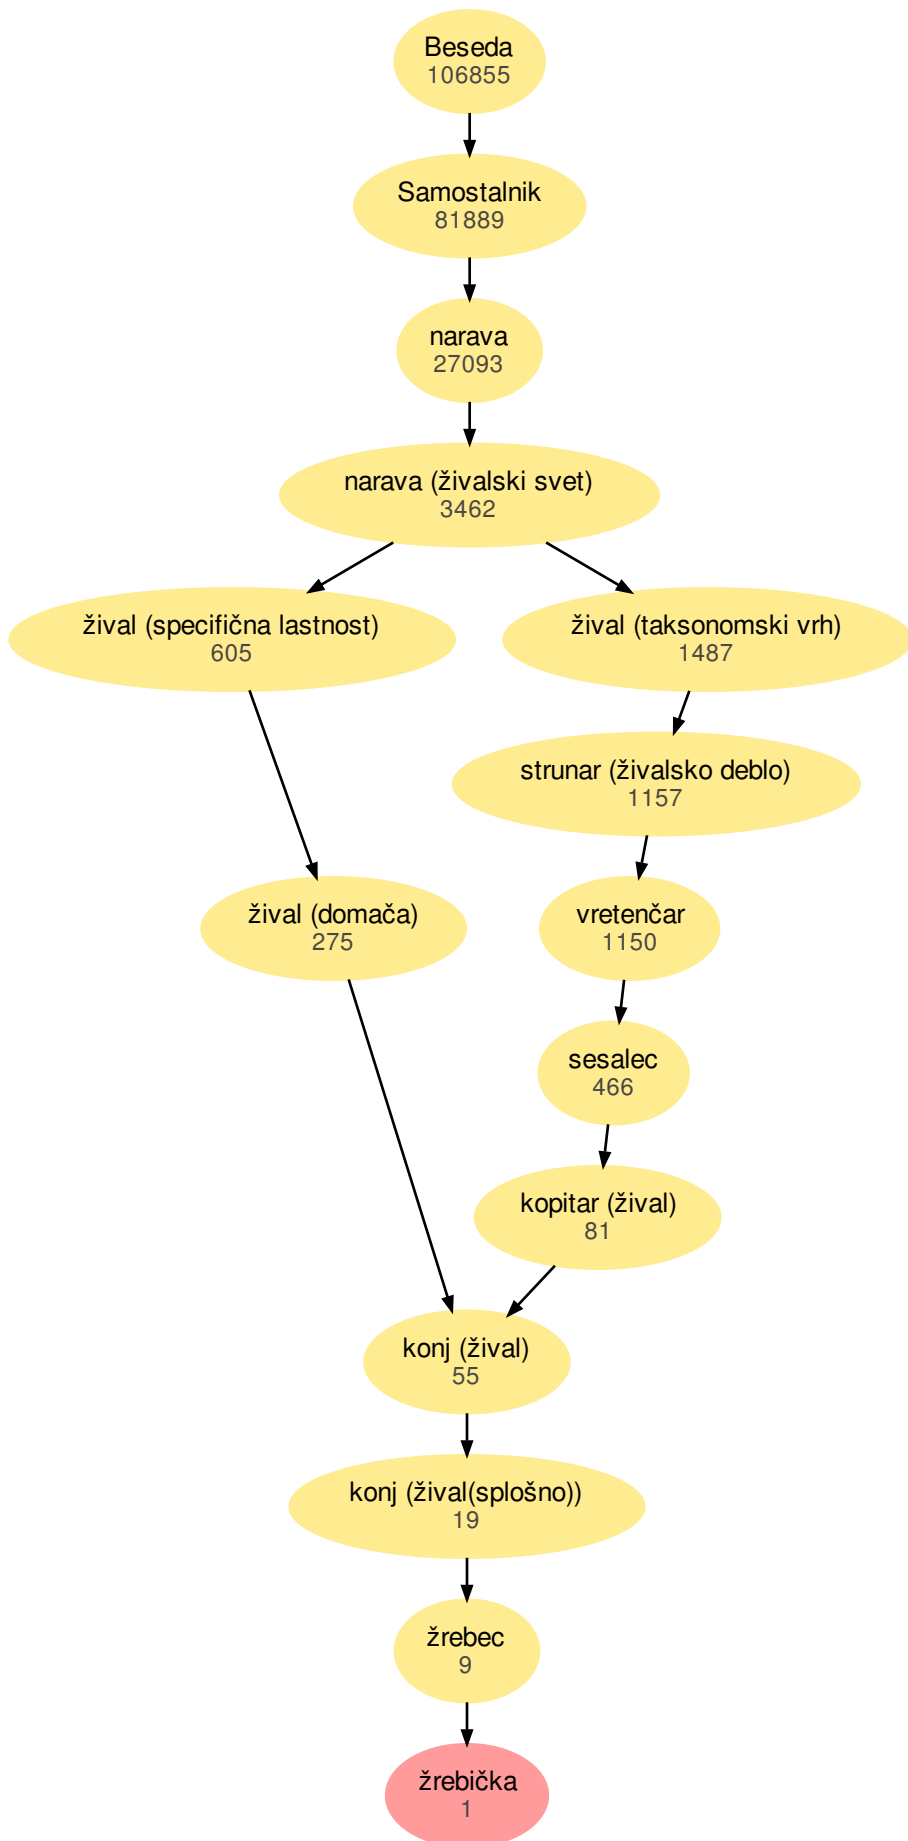 Beseda
106855
Samostalnik
81889
narava
27093
narava (živalski svet)
3462
žival (specifična lastnost)
605
žival (taksonomski vrh)
1487
strunar (živalsko deblo)
1157
žival (domača)
275
vretenčar
1150
sesalec
466
kopitar (žival)
81
konj (žival)
55
konj (žival(splošno))
19
žrebec
9
žrebička
1